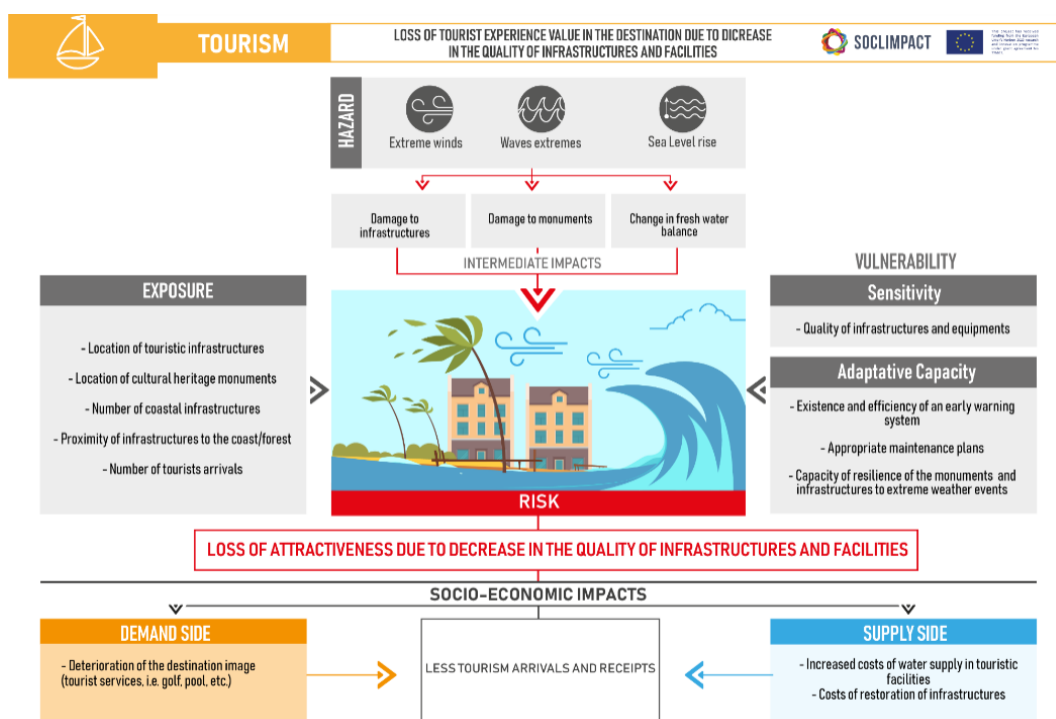 TOURISM
LOSS OF TOURIST EXPERIENCE VALUE IN THE DESTINATION DUE TO DICREASE
IN THE QUALITY OF INFRASTRUCTURES AND FACILITIES
SOCLIMPACT
HAZARD
Extreme winds
Waves extremes
Sea Level rise
Damage to
infrastructures
Damage to monuments
Change in fresh water
balance
INTERMEDIATE IMPACTS
EXPOSURE
- Location of touristic infrastructures
- Location of cultural heritage monuments
- Number of coastal infrastructures
- Proximity of infrastructures to the coast/forest
- Number of tourists arrivals
VULNERABILITY
Sensitivity
- Quality of infrastructures and equipments
Adaptative Capacity
- Existence and efficiency of an early warning
system
- Appropriate maintenance plans
- Capacity of resilience of the monuments and
infrastructures to extreme weather events
RISK
LOSS OF ATTRACTIVENESS DUE TO DECREASE IN THE QUALITY OF INFRASTRUCTURES AND FACILITIES
SOCIO-ECONOMIC IMPACTS
DEMAND SIDE
- Deterioration of the destination image
(tourist services, i.e. golf, pool, etc.)
LESS TOURISM ARRIVALS AND RECEIPTS
SUPPLY SIDE
- Increased costs of water supply in touristic
facilities
- Costs of restoration of infrastructures